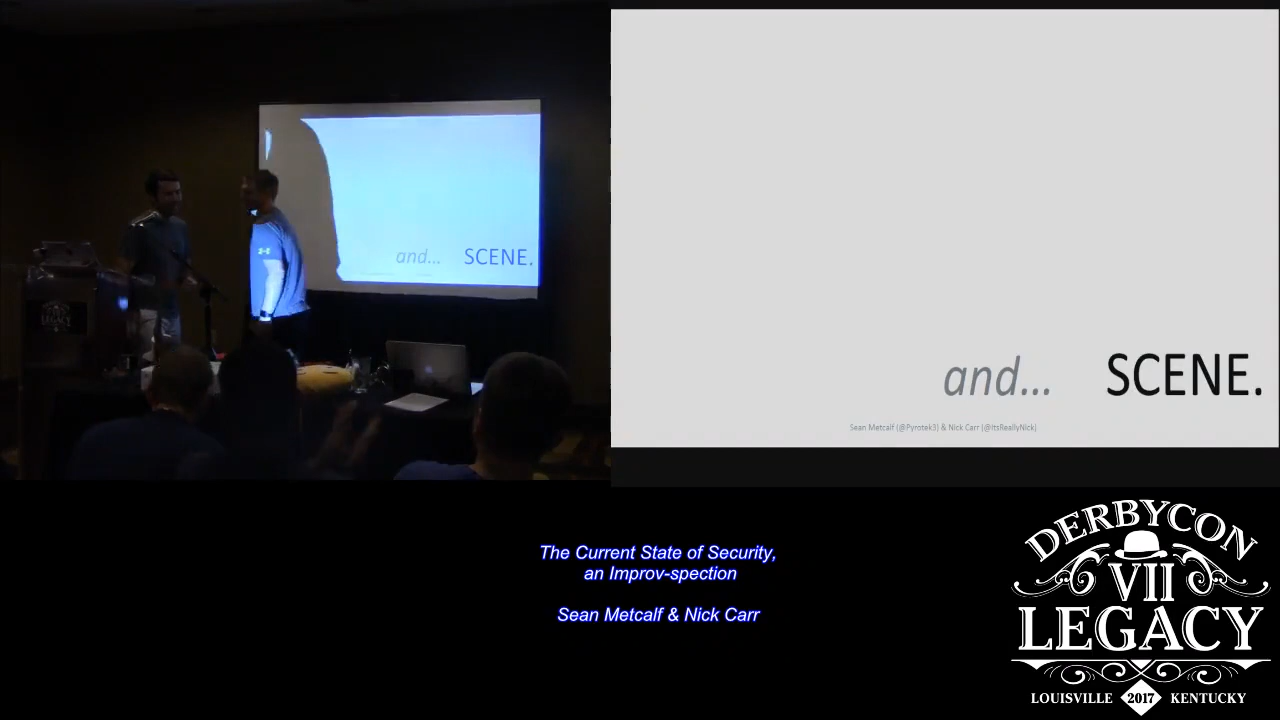 and... SCENE.
LEGACY
and... SCENE.
Sean Metcalf (@Pyrotek3) & Nick Carr (@ItsReallyNick)
The Current State of Security,
an Improv-spection
Sean Metcalf & Nick Carr
DERBYCON
VII
LEGACY
LOUISVILLE 2017 KENTUCKY